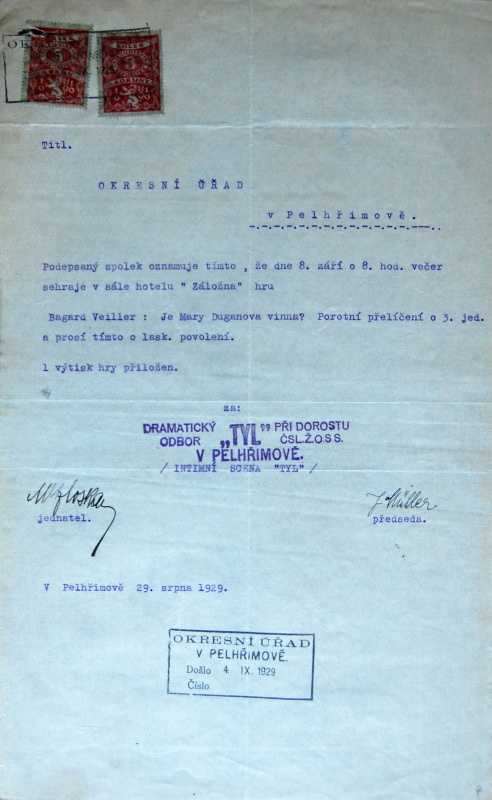 Titl.
OKRESNÍ ÚŘAD
v Pelhřimově.
Podepsaný spolek oznamuje tímto , že dne 8. září o 8. hod. večer
sehraje v sále hotelu " Záložna " hru
Bagard Veiller : Je Mary Duganova vinna? Porotní přelíčení o 3. jed.
a prosí tímto o lask. povolení.
1 výtisk hry přiložen.
za:
DRAMATICKÝ ODBOR „TYL" PŘI DOROSTU ČSL.Ž.O.S.S.
V PELHŘIMOVĚ.
/ INTIMNÍ SCENA "TYL" /
J Müller
jednatel.
předseda.
V Pelhřimově 29. srpna 1929.
OKRESNÍ ÚŘAD
V PELHŘIMOVĚ.
Došlo 4 IX. 1929
Číslo